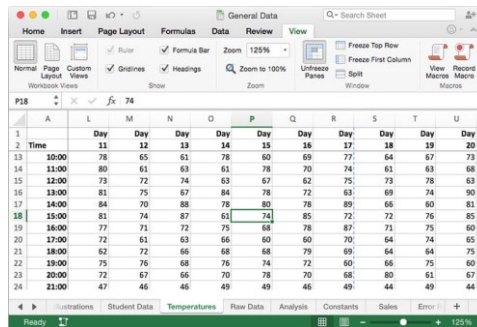 General Data
Search Sheet
Home Insert Page Layout Formulas Data Review View
Ruler Formula Bar Zoom 125% Freeze Top Row
Gridlines Headings Zoom to 100% Freeze First Column
Normal Page Layout Custom Views Unfreeze Panes Split View Macros Record Macro
Workbook Views Show Zoom Window Macros
P18 fx 74
A L M N O P Q R S T U
1 Day Day Day Day Day Day Day Day Day Day
2 Time 11 12 13 14 15 16 17 18 19 20
13 10:00 78 65 61 78 60 69 77 64 67 73
14 11:00 80 61 63 61 78 70 74 61 63 68
15 12:00 73 72 74 63 67 62 75 73 78 63
16 13:00 81 75 67 84 78 72 63 69 74 90
17 14:00 84 70 88 78 80 78 89 66 60 81
18 15:00 81 74 87 61 74 85 72 72 76 85
19 16:00 77 71 72 75 68 78 87 71 75 60
20 17:00 72 61 63 66 60 60 70 64 74 65
21 18:00 62 72 66 68 68 79 69 64 64 75
22 19:00 75 76 68 76 74 72 60 66 75 60
23 20:00 72 67 66 70 78 70 68 80 61 67
24 21:00 47 46 46 49 49 46 49 44 49 44
Student Data Temperatures Raw Data Analysis Constants Sales
Ready 125%